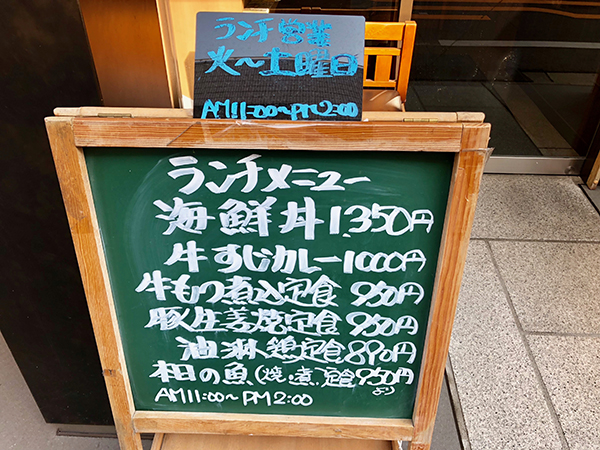 ランチ営業
火～土曜日
AM11:00～PM2:00
ランチメニュー
海鮮丼1,350円
牛すじカレー1000円
牛もつ煮込定食950円
豚生姜焼定食950円
油淋鶏定食890円
本日の魚(焼、煮)定食950円
より
AM11:00～PM2:00